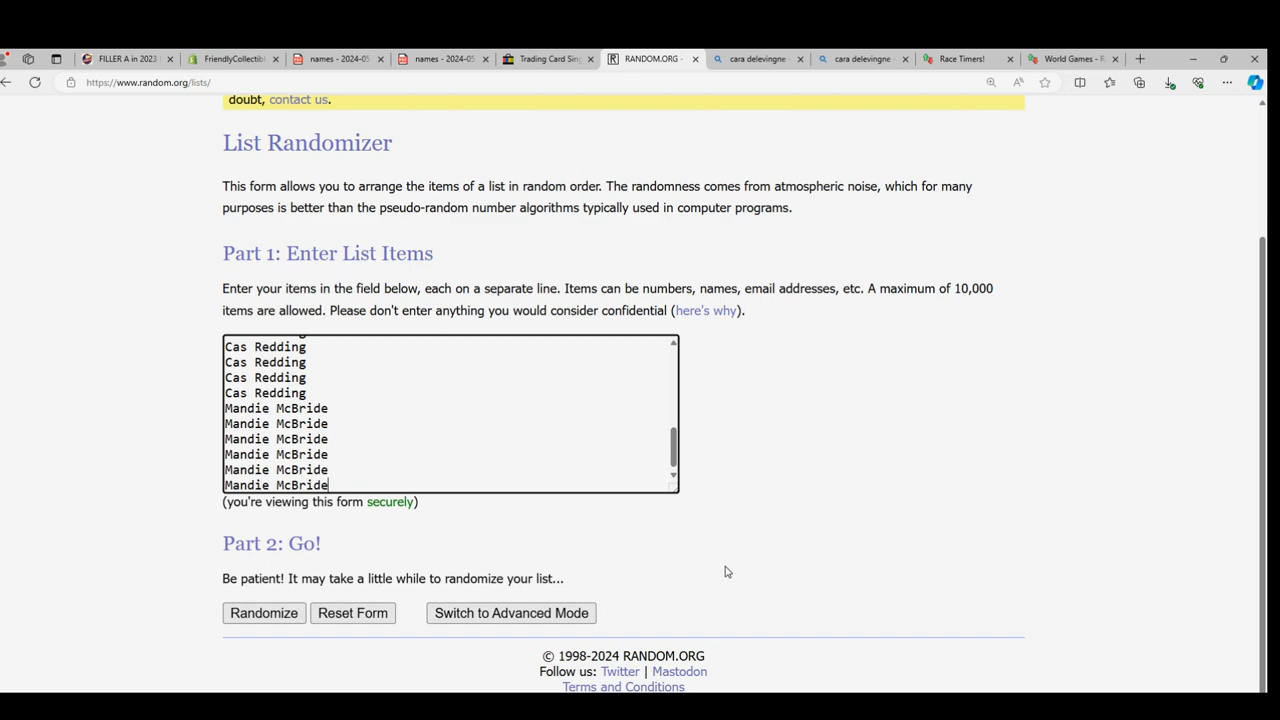 FILLER A in 2023
FriendlyCollectib
names - 2024-05
names - 2024-05
Trading Card Sing
RANDOM.ORG -
cara delevingne -
cara delevingne -
Race Timers!
World Games - R
https://www.random.org/lists/
doubt, contact us.
List Randomizer
This form allows you to arrange the items of a list in random order. The randomness comes from atmospheric noise, which for many
purposes is better than the pseudo-random number algorithms typically used in computer programs.
Part 1: Enter List Items
Enter your items in the field below, each on a separate line. Items can be numbers, names, email addresses, etc. A maximum of 10,000
items are allowed. Please don't enter anything you would consider confidential (here's why).
Cas Redding
Cas Redding
Cas Redding
Cas Redding
Mandie McBride
Mandie McBride
Mandie McBride
Mandie McBride
Mandie McBride
Mandie McBride
(you're viewing this form securely)
Part 2: Go!
Be patient! It may take a little while to randomize your list...
Randomize Reset Form Switch to Advanced Mode
© 1998-2024 RANDOM.ORG
Follow us: Twitter | Mastodon
Terms and Conditions